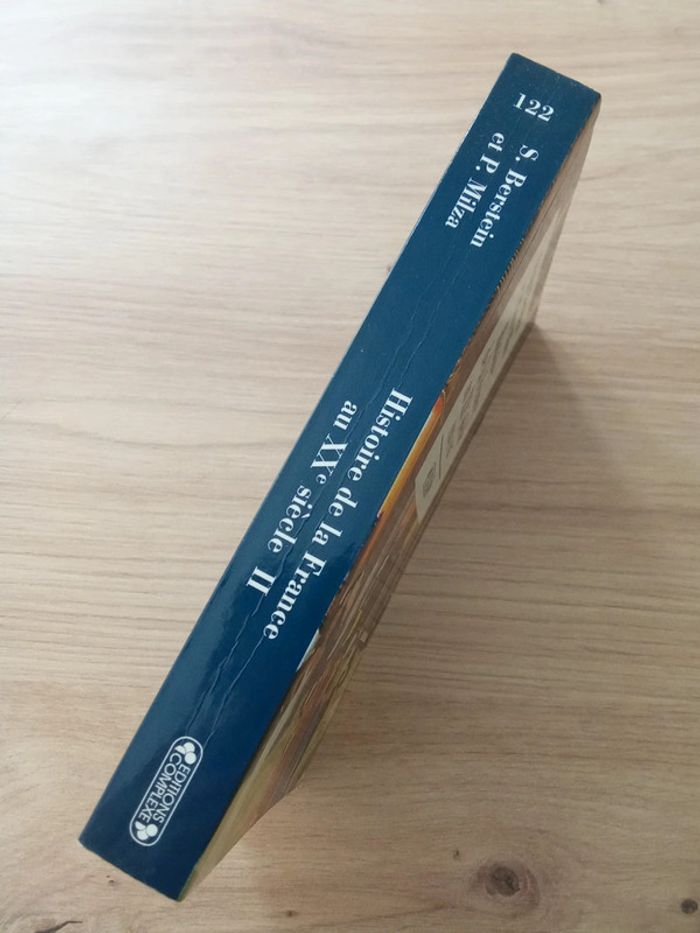 122
S. Berstein
et P. Milza
Histoire de la France
au XXe siècle II
EDITIONS
COMPLEXE